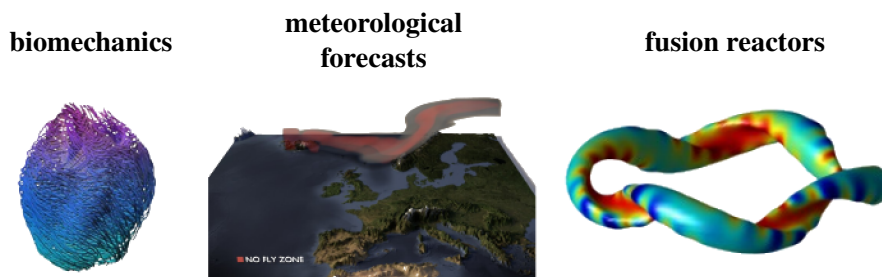 biomechanics
meteorological
forecasts
fusion reactors
NO FLY ZONE